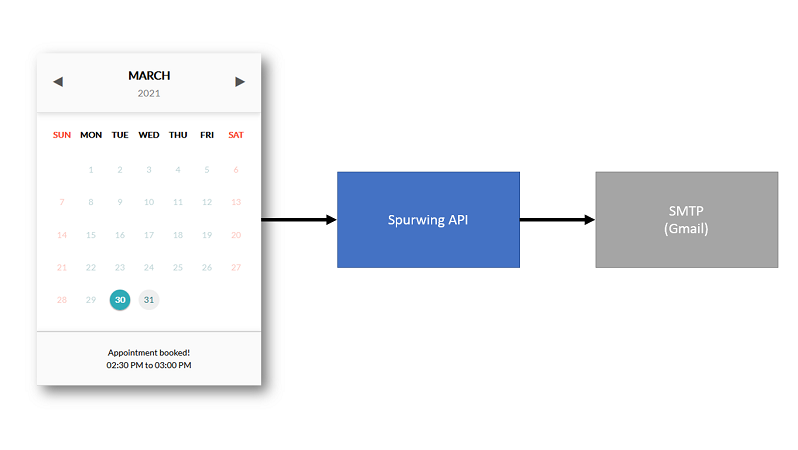 MARCH
2021
SUN MON TUE WED THU FRI SAT
1 2 3 4 5 6
7 8 9 10 11 12 13
14 15 16 17 18 19 20
21 22 23 24 25 26 27
28 29 30 31
Appointment booked!
02:30 PM to 03:00 PM
Spurwing API
SMTP
(Gmail)